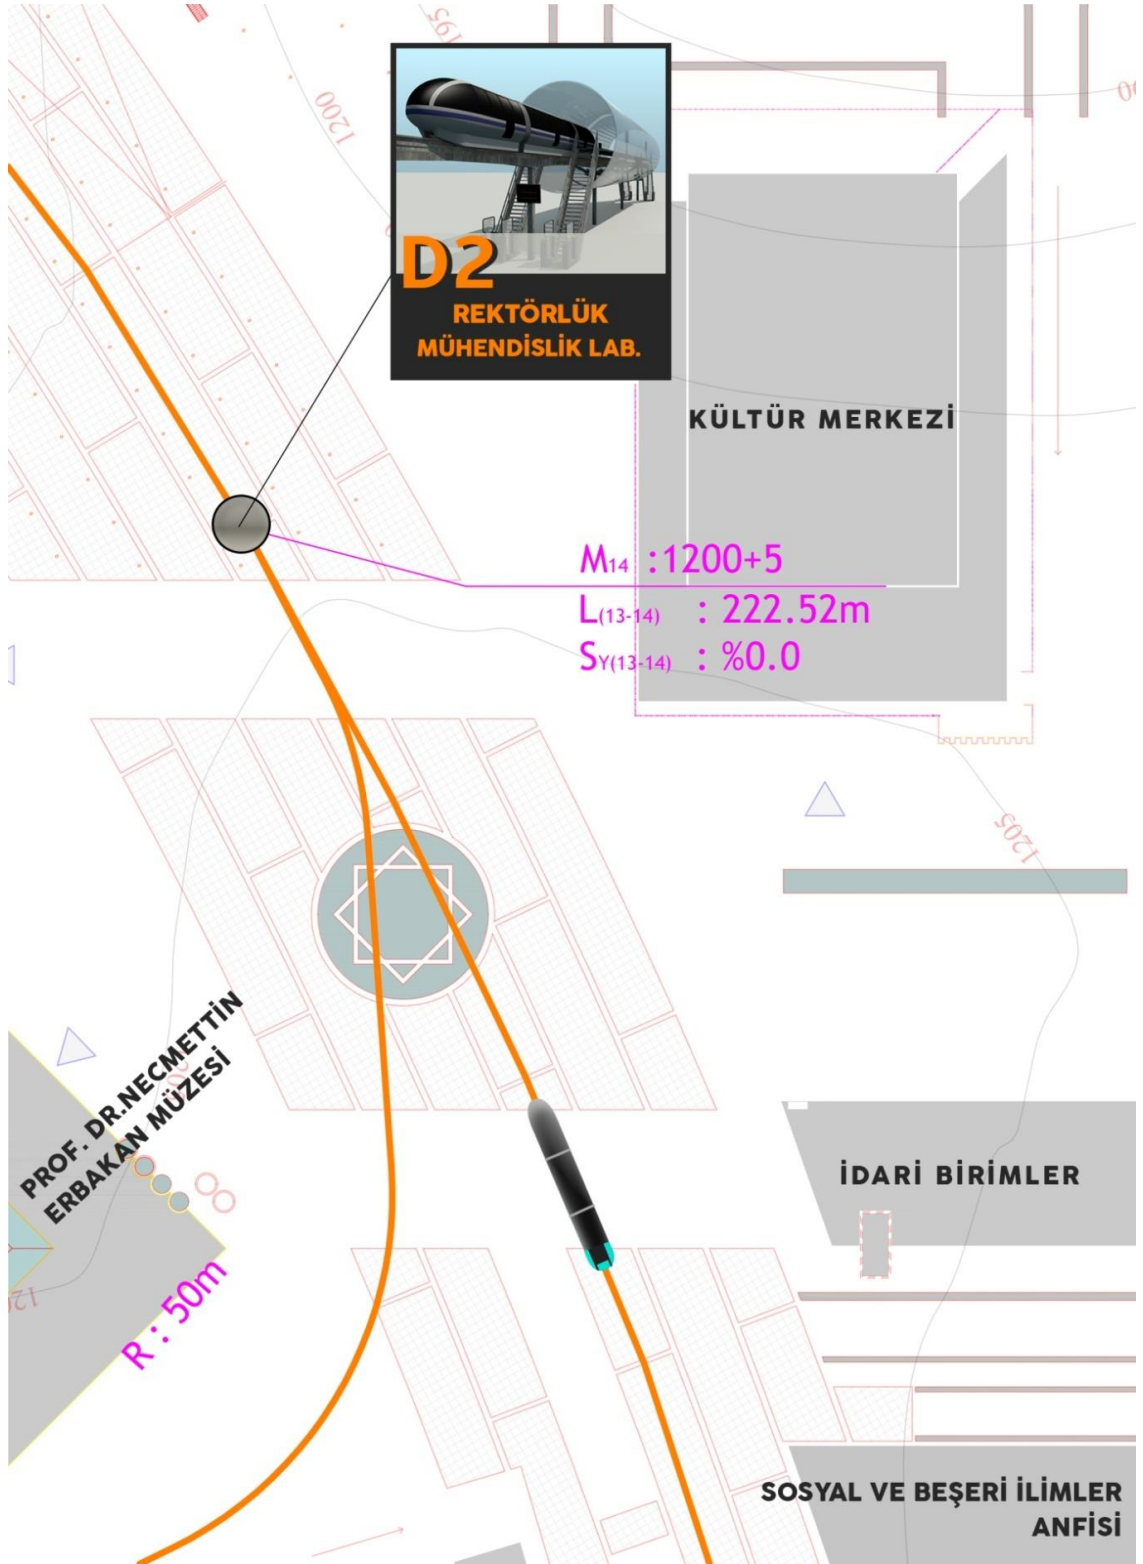 195
1200
D2
REKTÖRLÜK
MÜHENDİSLİK LAB.
KÜLTÜR MERKEZİ
M14 :1200+5
L(13-14) : 222.52m
SY(13-14) : %0.0
1205
PROF. DR.NECMETTİN
ERBAKAN MÜZESİ
İDARİ BİRİMLER
R : 50m
SOSYAL VE BEŞERİ İLİMLER
ANFİSİ